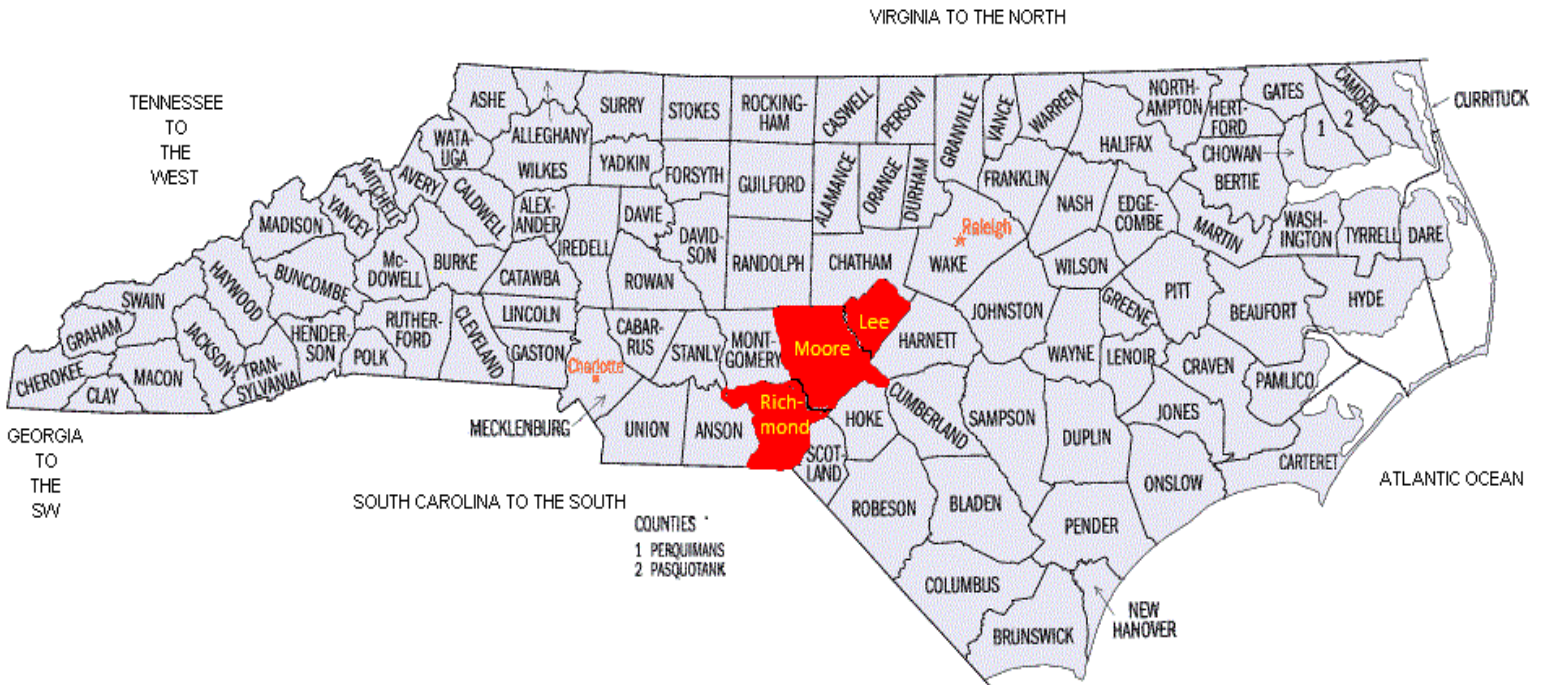 VIRGINIA TO THE NORTH
TENNESSEE
TO
THE
WEST
ASHE
ALLEGHANY
SURRY
STOKES
ROCKING-
HAM
CASWELL
PERSON
GRANVILLE
VANCE
WARREN
NORTH-
AMPTON
HERT-
FORD
GATES
CAMDEN
CURRITUCK
1
2
WATA-
UGA
WILKES
YADKIN
FORSYTH
GUILFORD
ALAMANCE
ORANGE
DURHAM
FRANKLIN
HALIFAX
CHOWAN
BERTIE
MITCHELL
AVERY
CALDWELL
ALEX-
ANDER
IREDELL
DAVIE
DAVID-
SON
RANDOLPH
CHATHAM
Raleigh
WAKE
NASH
EDGE-
COMBE
MARTIN
WASH-
INGTON
TYRRELL
DARE
MADISON
YANCEY
Mc-
DOWELL
BURKE
CATAWBA
ROWAN
WILSON
PITT
BEAUFORT
HYDE
HAYWOOD
BUNCOMBE
SWAIN
GRAHAM
JACKSON
HENDER-
SON
RUTHER-
FORD
POLK
CLEVELAND
LINCOLN
GASTON
Charlotte
CABAR-
RUS
STANLY
MONT-
GOMERY
Moore
Lee
HARNETT
JOHNSTON
GREENE
WAYNE
LENOIR
CRAVEN
PAMLICO
CHEROKEE
CLAY
MACON
TRAN-
SYLVANIA
MECKLENBURG
UNION
ANSON
Rich-
mond
HOKE
SCOT-
LAND
CUMBERLAND
SAMPSON
DUPLIN
JONES
CARTERET
GEORGIA
TO
THE
SW
SOUTH CAROLINA TO THE SOUTH
ROBESON
BLADEN
ONSLOW
ATLANTIC OCEAN
PENDER
COUNTIES
1 PERQUIMANS
2 PASQUOTANK
COLUMBUS
BRUNSWICK
NEW
HANOVER